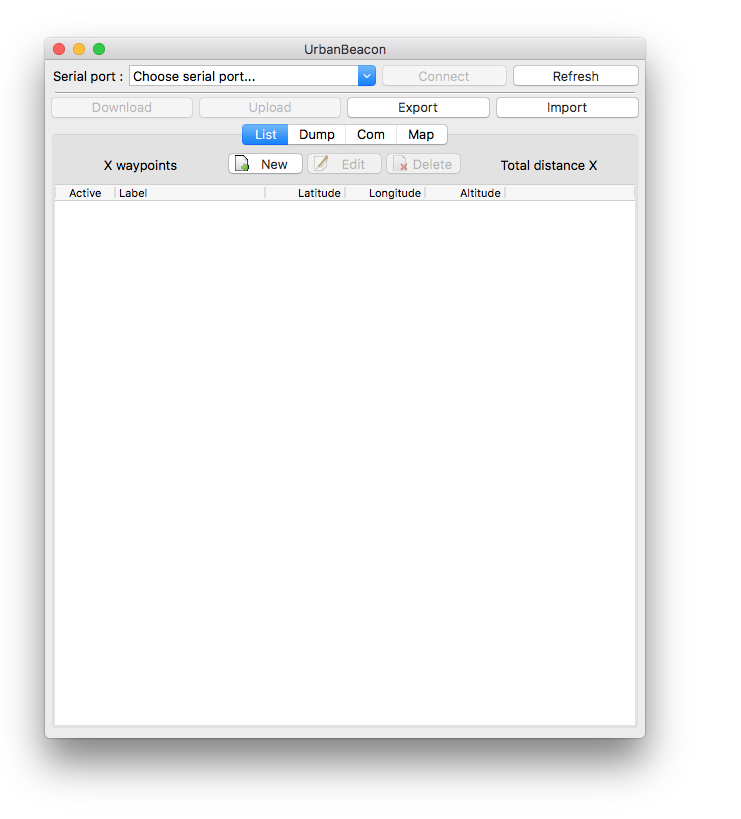 UrbanBeacon
Serial port : Choose serial port... Connect Refresh
Download Upload Export Import
List Dump Com Map
X waypoints New Edit Delete Total distance X
Active Label Latitude Longitude Altitude